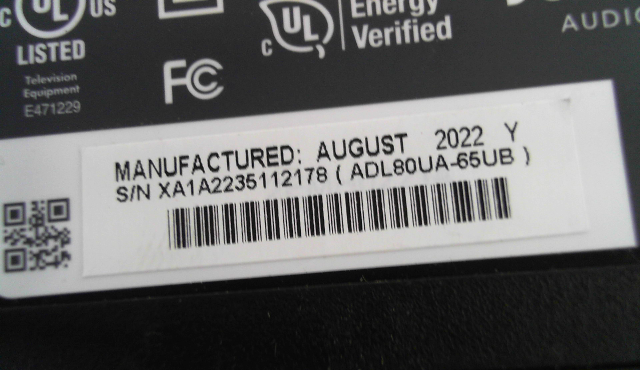 c UL US
LISTED
Television
Equipment
E471229
FC
c UL
Energy
Verified
AUDIO
MANUFACTURED: AUGUST 2022 Y
S/N XA1A2235112178 ( ADL80UA-65UB )